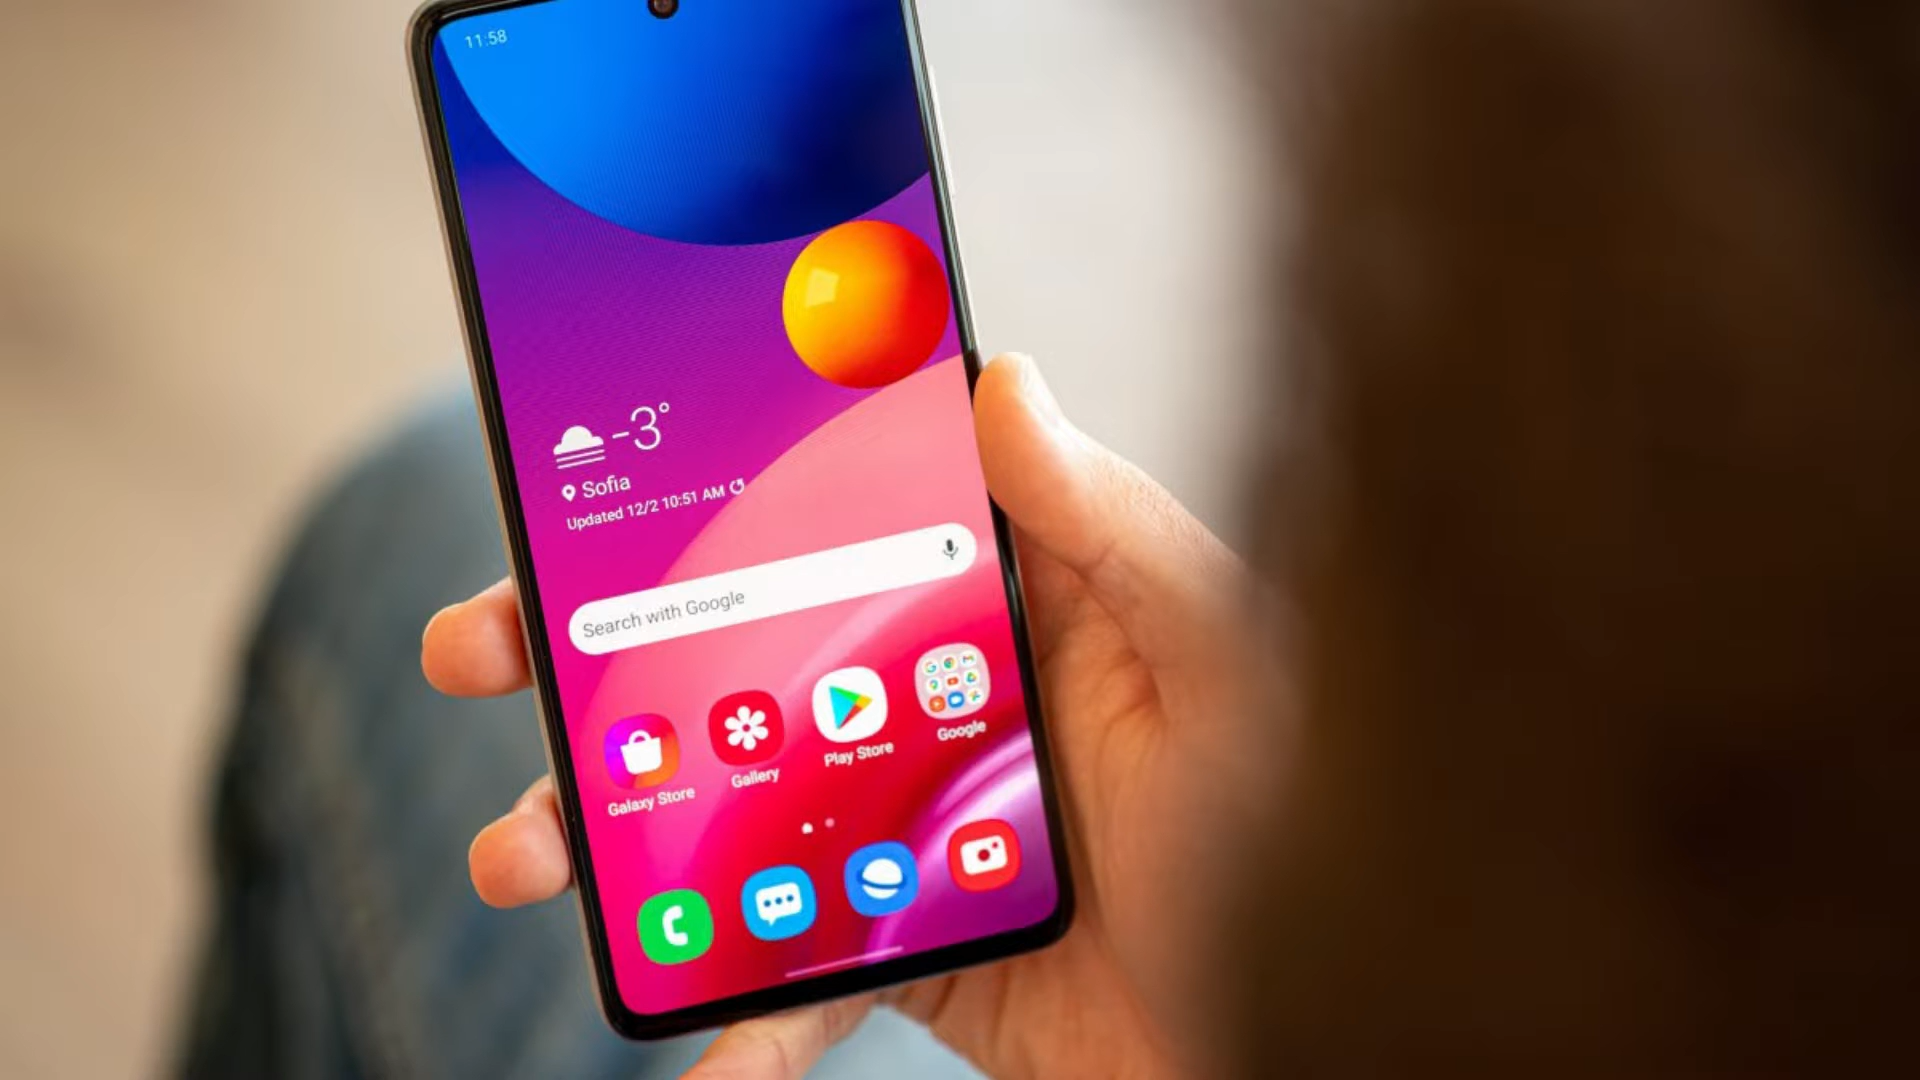 11:58
-3°
Sofia
Updated 12/2 10:51 AM
Search with Google
Galaxy Store
Gallery
Play Store
Google